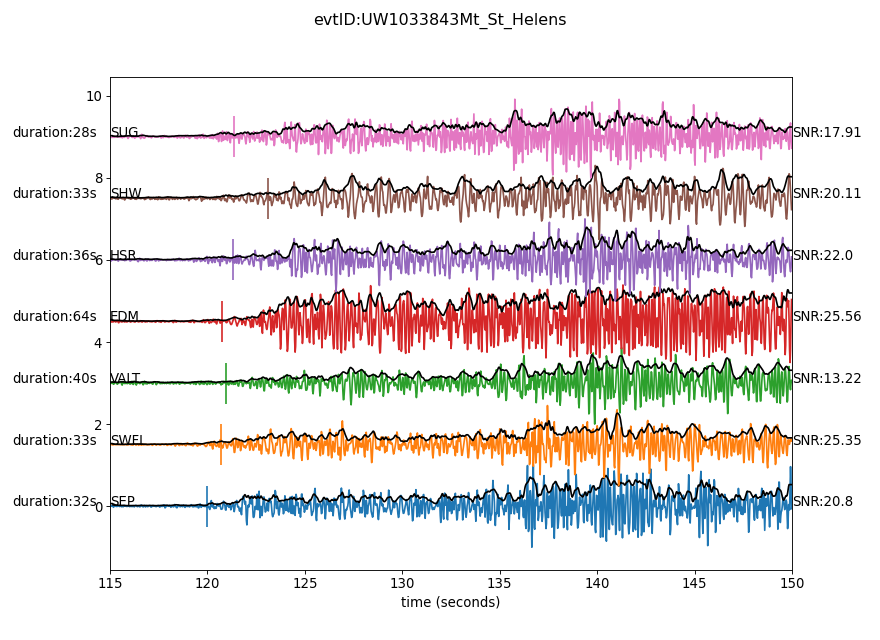 evtID:UW1033843Mt_St_Helens
10
duration:28s SUG SNR:17.91
8
duration:33s SHW SNR:20.11
duration:36s HSR SNR:22.0
6
duration:64s EDM SNR:25.56
4
duration:40s VALT SNR:13.22
2
duration:33s SWFL SNR:25.35
duration:32s SEP SNR:20.8
0
115 120 125 130 135 140 145 150
time (seconds)